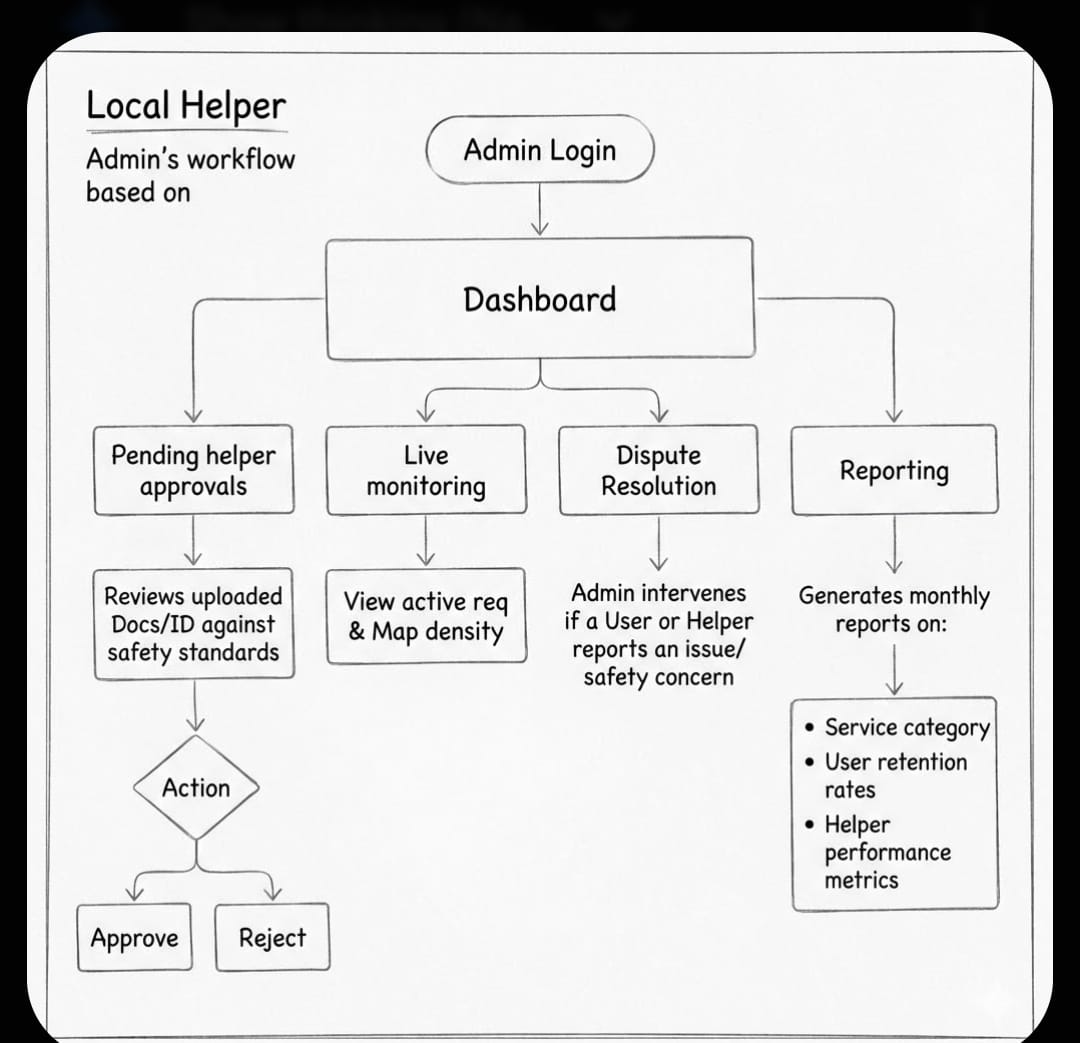 Local Helper
Admin's workflow
based on
Admin Login
Dashboard
Pending helper
approvals
Live
monitoring
Dispute
Resolution
Reporting
Reviews uploaded
Docs/ID against
safety standards
View active req
& Map density
Admin intervenes
if a User or Helper
reports an issue/
safety concern
Generates monthly
reports on:
• Service category
• User retention
rates
• Helper
performance
metrics
Action
Approve
Reject